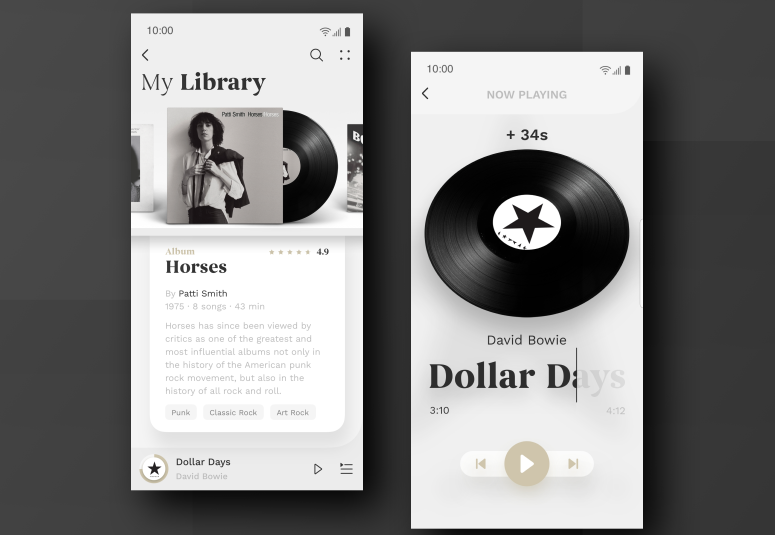 10:00
My Library
Patti Smith Horses
Album
4.9
Horses
By Patti Smith
1975 · 8 songs · 43 min
Horses has since been viewed by
critics as one of the greatest and
most influential albums not only in
the history of the American punk
rock movement, but also in the
history of all rock and roll.
Punk
Classic Rock
Art Rock
Dollar Days
David Bowie
10:00
NOW PLAYING
+ 34s
David Bowie
Dollar Days
3:10
4:12